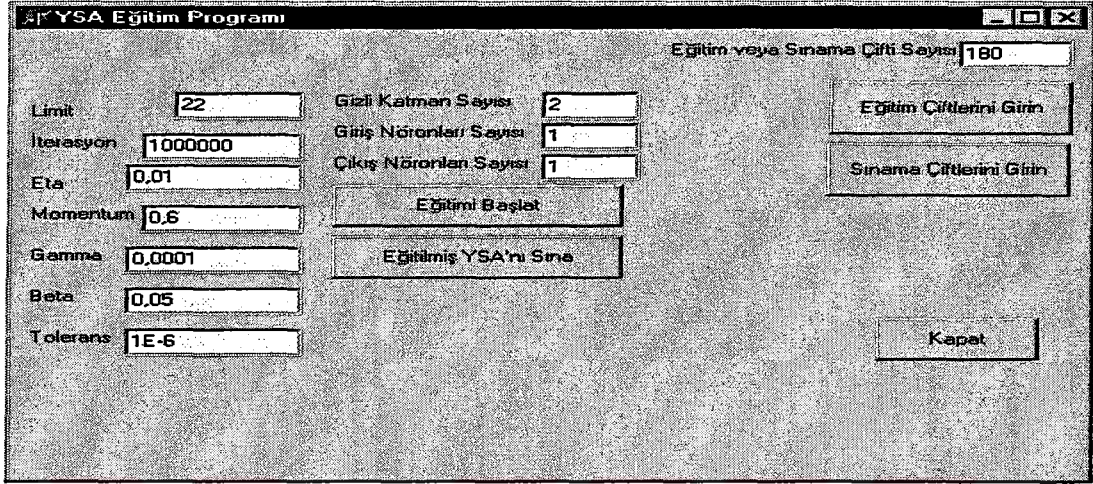 YSA Eğitim Programı
Eğitim veya Sınama Çifti Sayısı 180
Limit 22
İterasyon 1000000
Eta 0,01
Momentum 0,6
Gamma 0,0001
Beta 0,05
Tolerans 1E-6
Gizli Katman Sayısı 2
Giriş Nöronları Sayısı 1
Çıkış Nöronları Sayısı 1
Eğitimi Başlat
Eğitilmiş YSA'nı Sına
Eğitim Çiftlerini Girin
Sınama Çiftlerini Girin
Kapat